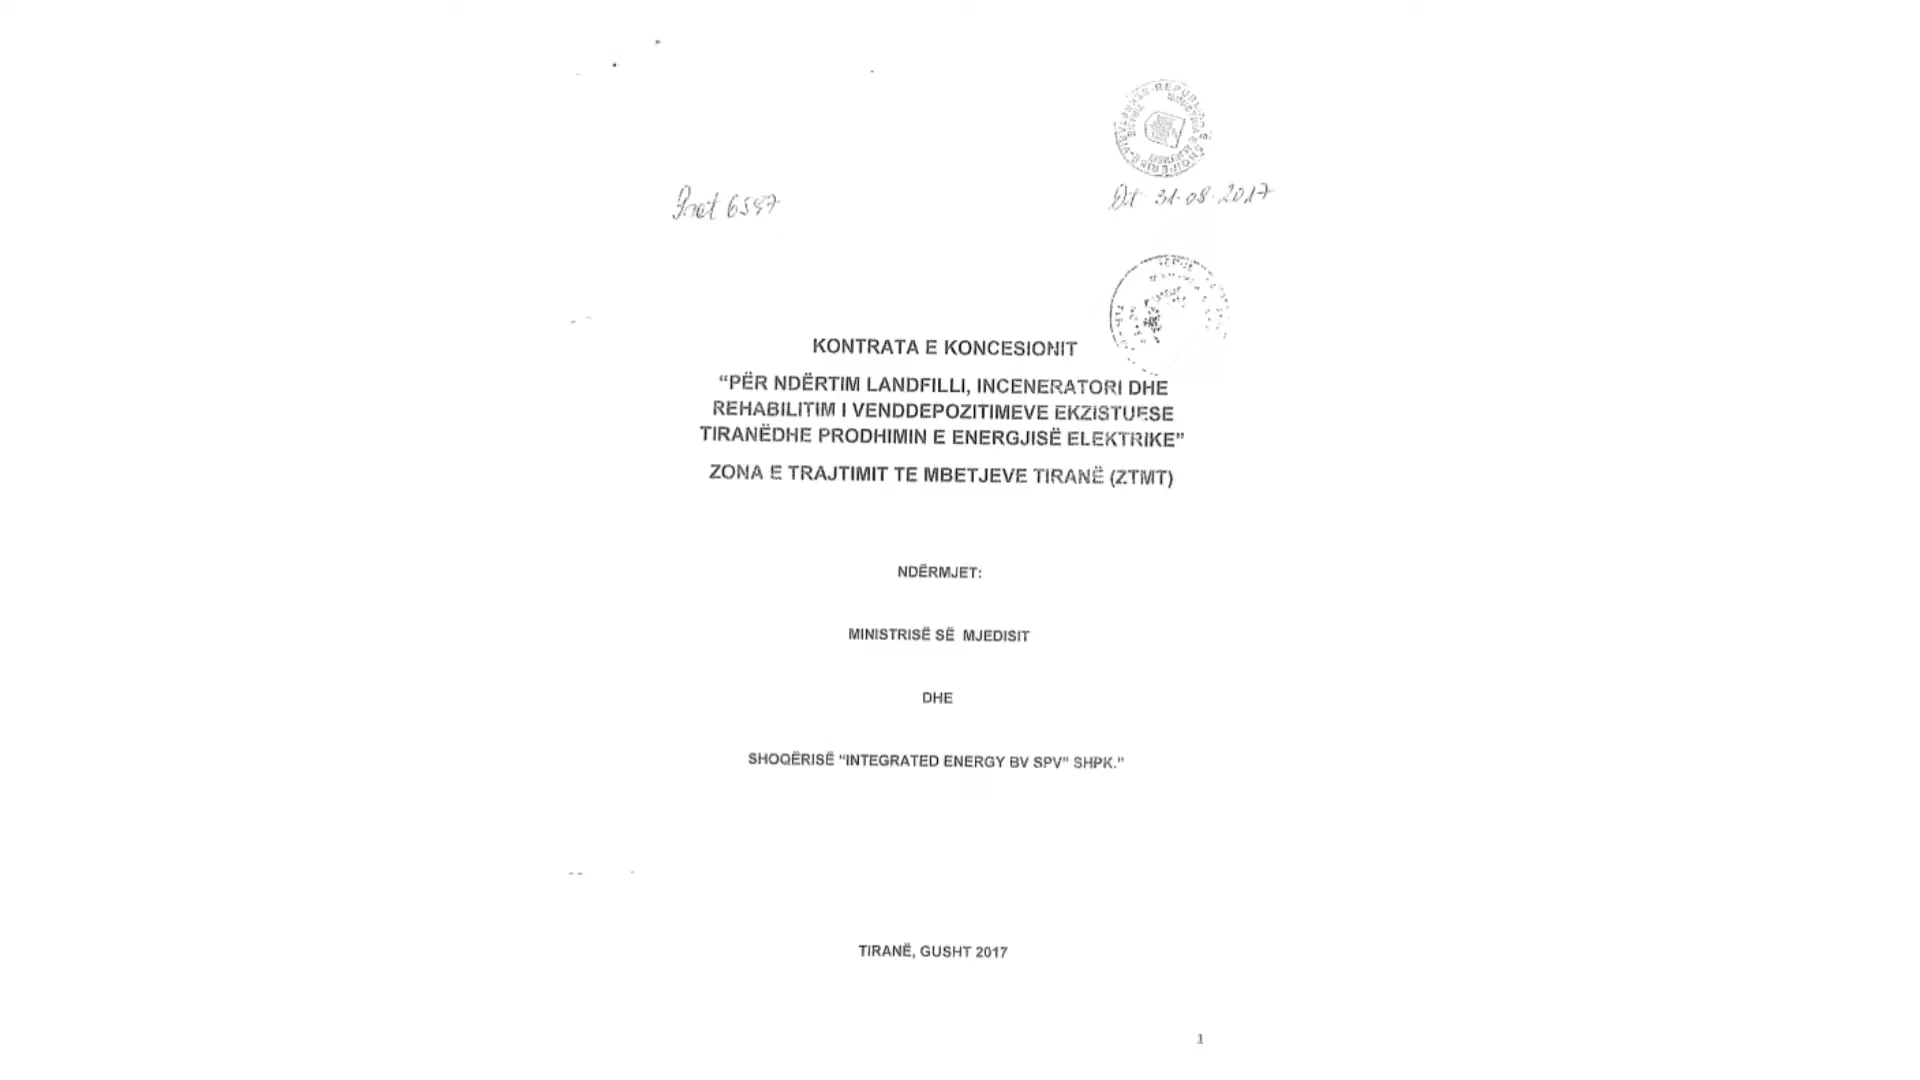 Prot 6597
Dt 31.08.2017
KONTRATA E KONCESIONIT
“PËR NDËRTIM LANDFILLI, INCENERATORI DHE
REHABILITIM I VENDDEPOZITIMEVE EKZISTUESE
TIRANËDHE PRODHIMIN E ENERGJISË ELEKTRIKE”
ZONA E TRAJTIMIT TE MBETJEVE TIRANË (ZTMT)
NDËRMJET:
MINISTRISË SË MJEDISIT
DHE
SHOQËRISË “INTEGRATED ENERGY BV SPV” SHPK.”
TIRANË, GUSHT 2017
1